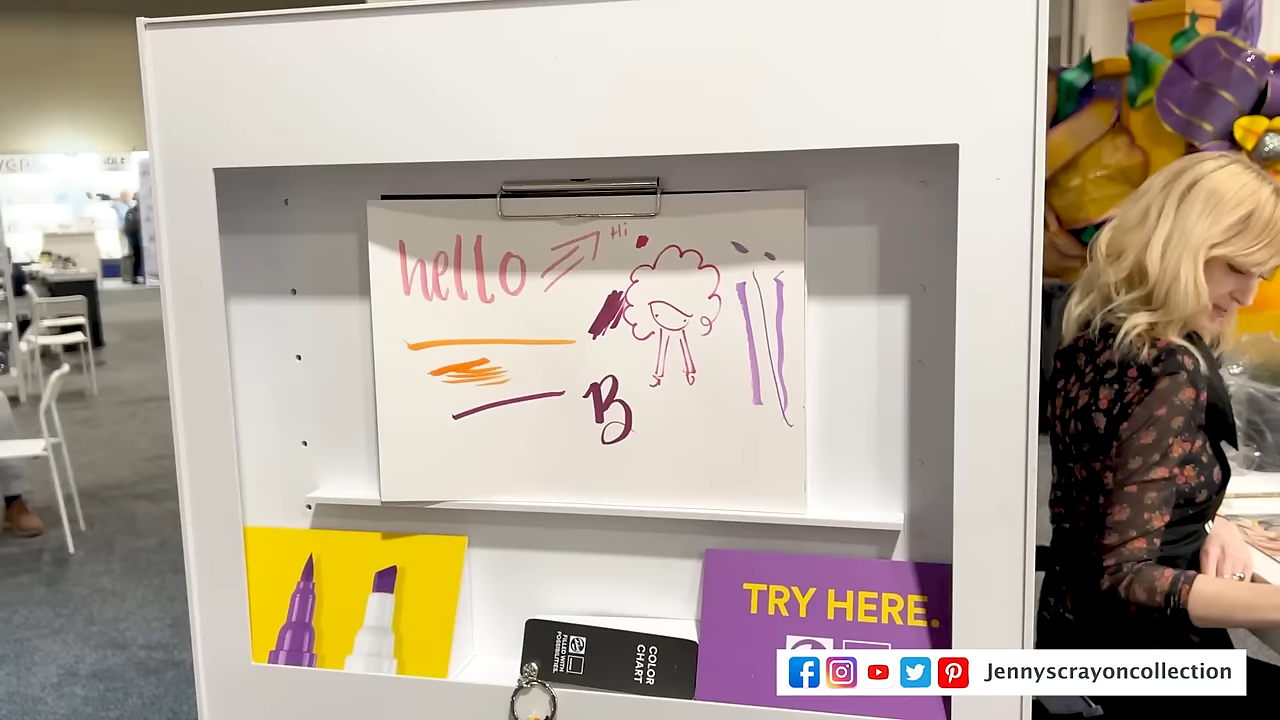 hello
Hi
B
TRY HERE.
COLOR
CHART
FILLED WITH
POSSIBILITIES.
Jennyscrayoncollection